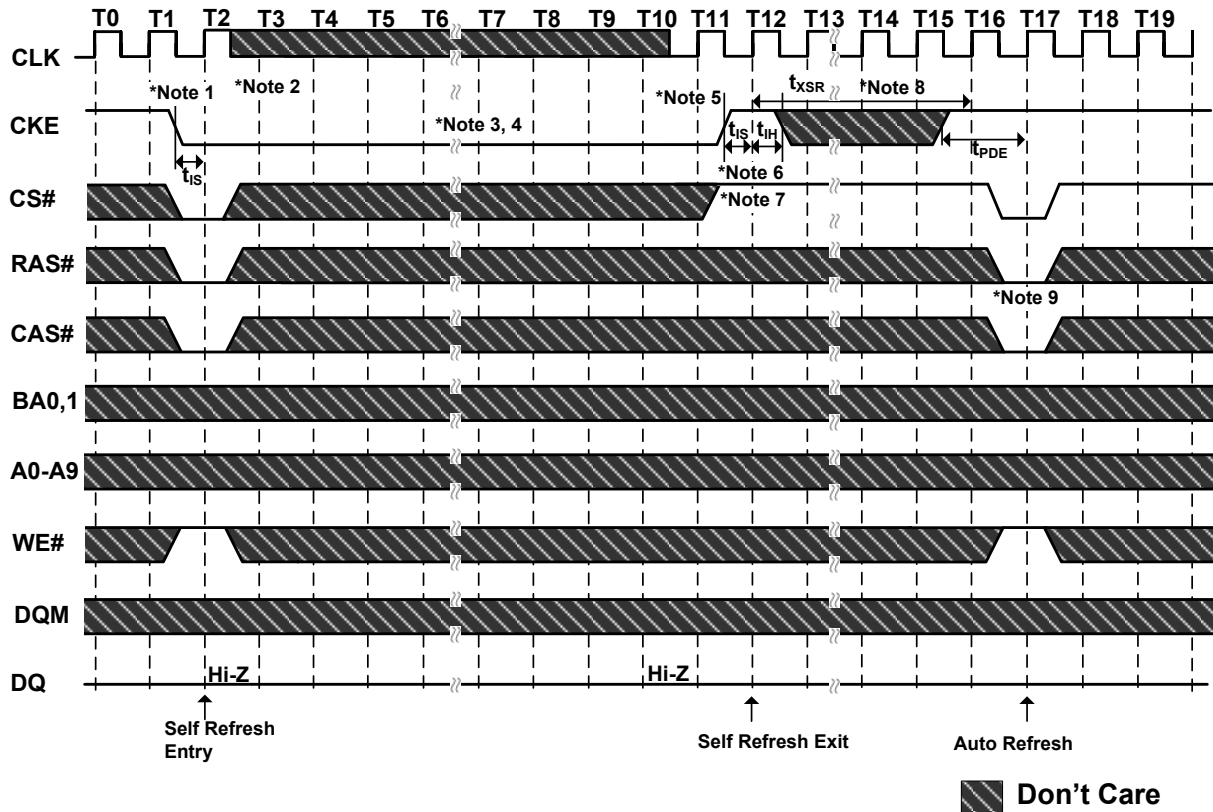 T0 T1 T2 T3 T4 T5 T6 T7 T8 T9 T10 T11 T12 T13 T14 T15 T16 T17 T18 T19
CLK
*Note 1 *Note 2 *Note 5 tXSR *Note 8
CKE *Note 3, 4 tIS tIH tPDE
tIS *Note 6
CS# *Note 7
RAS#
*Note 9
CAS#
BA0,1
A0-A9
WE#
DQM
DQ Hi-Z Hi-Z
Self Refresh
Entry
Self Refresh Exit
Auto Refresh
Don't Care